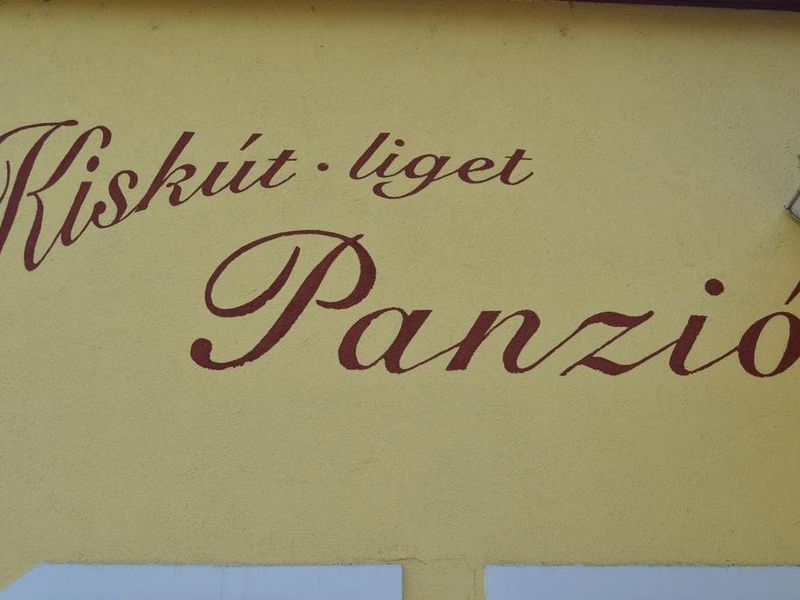 Kiskút · liget
Panzió